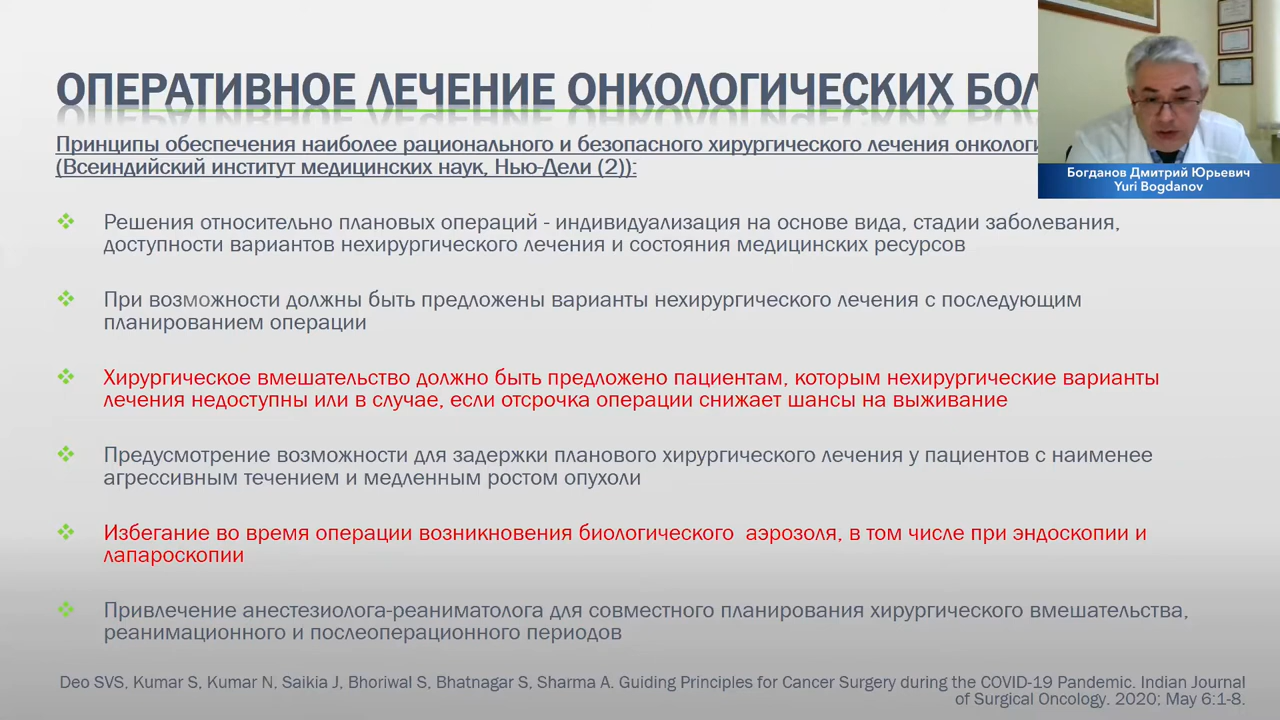 ОПЕРАТИВНОЕ ЛЕЧЕНИЕ ОНКОЛОГИЧЕСКИХ
Принципы обеспечения наиболее рационального и безопасного хирургического лечения
(Всеиндийский институт медицинских наук, Нью-Дели (2)):
Богданов Дмитрий Юрьевич
Yuri Bogdanov
Решения относительно плановых операций - индивидуализация на основе вида, стадии заболевания,
доступности вариантов нехирургического лечения и состояния медицинских ресурсов
При возможности должны быть предложены варианты нехирургического лечения с последующим
планированием операции
Хирургическое вмешательство должно быть предложено пациентам, которым нехирургические варианты
лечения недоступны или в случае, если отсрочка операции снижает шансы на выживание
Предусмотрение возможности для задержки планового хирургического лечения у пациентов с наименее
агрессивным течением и медленным ростом опухоли
Избегание во время операции возникновения биологического аэрозоля, в том числе при эндоскопии и
лапароскопии
Привлечение анестезиолога-реаниматолога для совместного планирования хирургического вмешательства,
реанимационного и послеоперационного периодов
Deo SVS, Kumar S, Kumar N, Saikia J, Bhoriwal S, Bhatnagar S, Sharma A. Guiding Principles for Cancer Surgery during the COVID-19 Pandemic. Indian Journal
of Surgical Oncology. 2020; May 6:1-8.